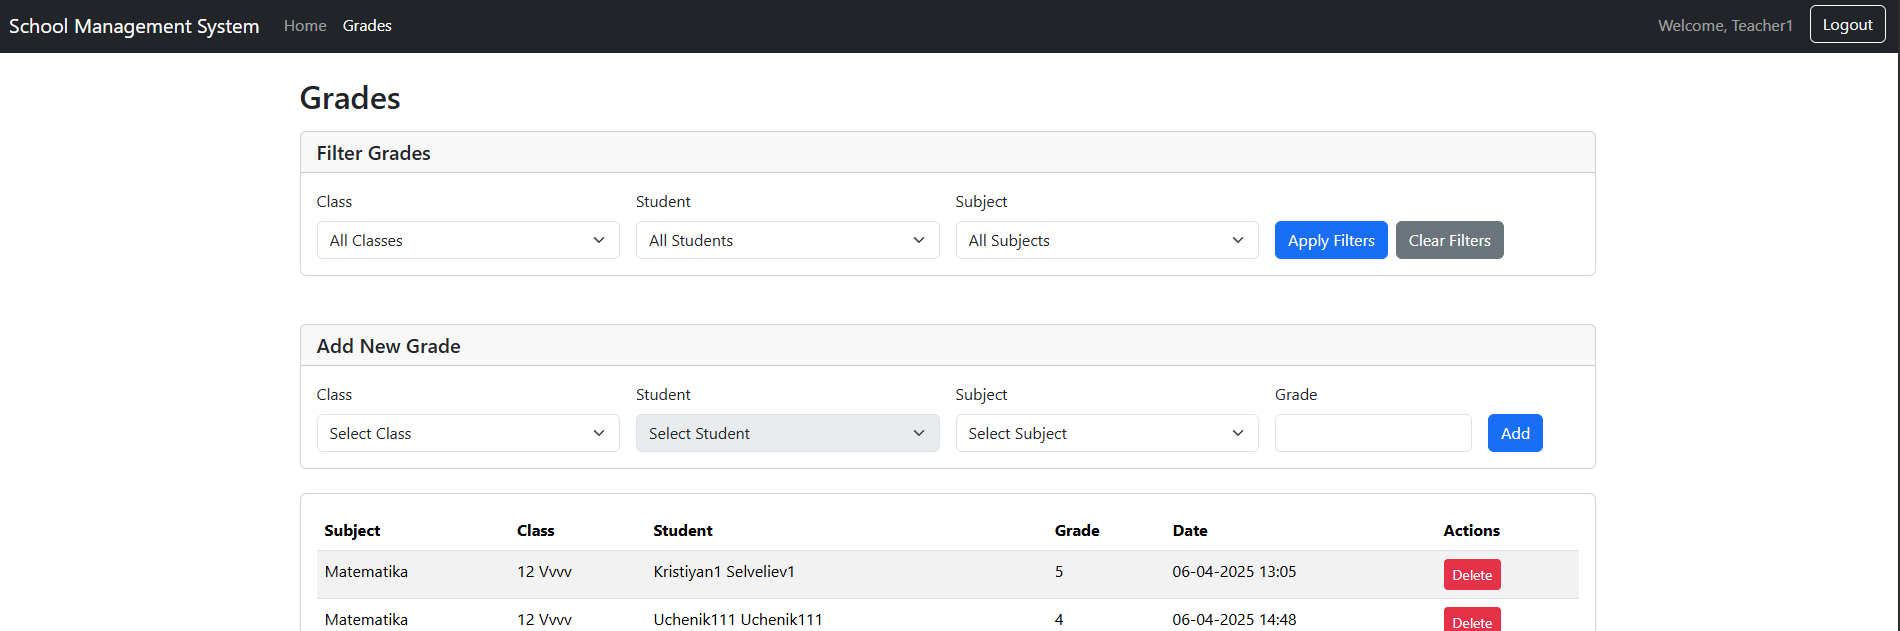 School Management System Home Grades Welcome, Teacher1 Logout
Grades
Filter Grades
Class Student Subject
All Classes All Students All Subjects Apply Filters Clear Filters
Add New Grade
Class Student Subject Grade
Select Class Select Student Select Subject Add
Subject Class Student Grade Date Actions
Matematika 12 Vvvv Kristiyan1 Selveliev1 5 06-04-2025 13:05 Delete
Matematika 12 Vvvv Uchenik111 Uchenik111 4 06-04-2025 14:48 Delete